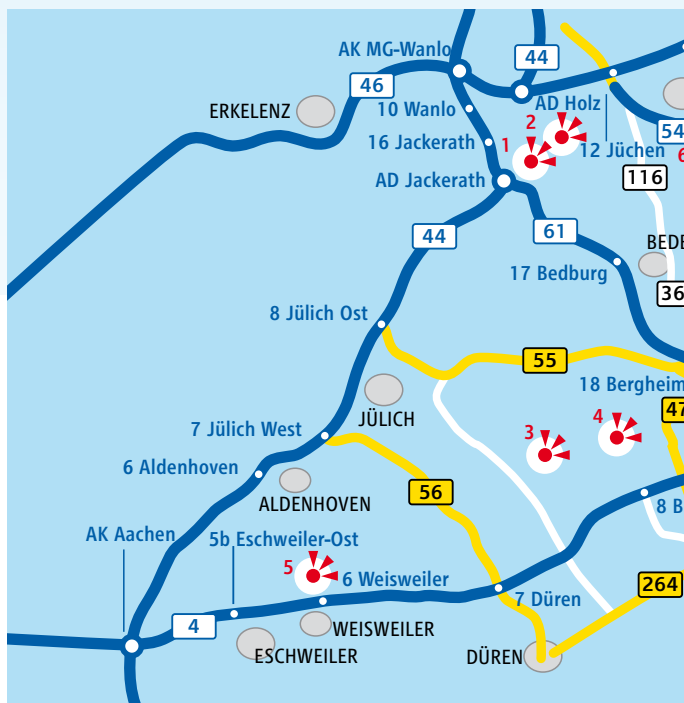 AK MG-Wanlo
44
46
10 Wanlo
AD Holz
ERKELENZ
2
54
16 Jackerath
1
12 Jüchen
6
AD Jackerath
116
44
61
BEDE
17 Bedburg
36
8 Jülich Ost
55
18 Bergheim
JÜLICH
47
4
7 Jülich West
3
6 Aldenhoven
56
ALDENHOVEN
8 B
AK Aachen
5b Eschweiler-Ost
5
6 Weisweiler
264
7 Düren
4
WEISWEILER
ESCHWEILER
DÜREN